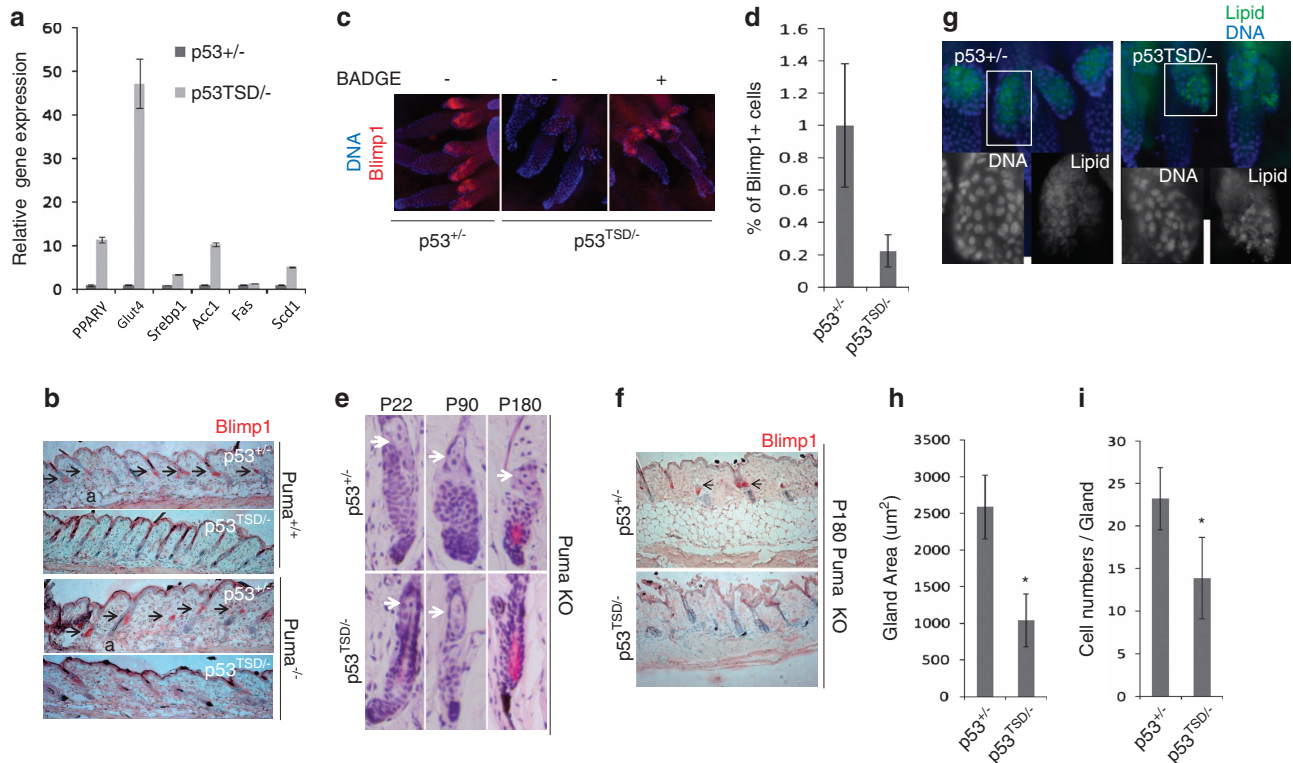 a
60
50
40
30
20
10
0
Relative gene expression
p53+/-
p53TSD/-
PPARγ
Glut4
Srebp1
Acc1
Fas
Scd1
b
Blimp1
p53+/-
a
p53TSD/-
Puma+/+
p53+/-
a
p53TSD/-
Puma-/-
c
BADGE
- - +
DNA
Blimp1
p53+/-
p53TSD/-
d
1.6
1.4
1.2
1
0.8
0.6
0.4
0.2
0
% of Blimp1+ cells
p53+/-
p53TSD/-
e
P22 P90 P180
p53+/-
p53TSD/-
Puma KO
f
Blimp1
p53+/-
p53TSD/-
P180 Puma KO
g
Lipid
DNA
p53+/-
p53TSD/-
DNA
Lipid
DNA
Lipid
h
3500
3000
2500
2000
1500
1000
500
0
Gland Area (um2)
*
p53+/-
p53TSD/-
i
30
25
20
15
10
5
0
Cell numbers / Gland
*
p53+/-
p53TSD/-